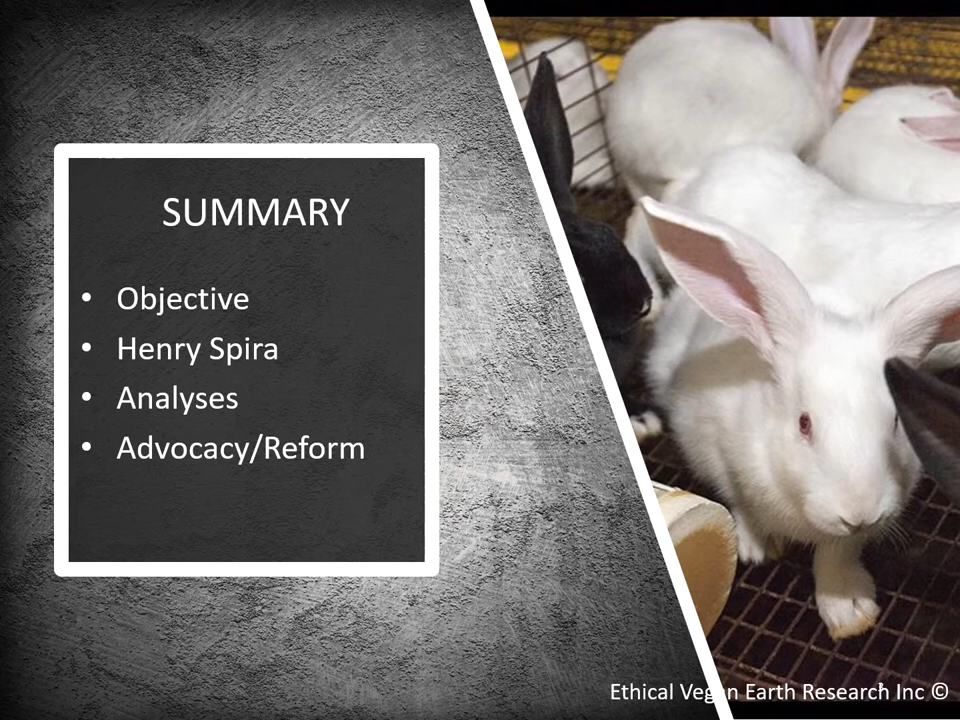 SUMMARY
• Objective
• Henry Spira
• Analyses
• Advocacy/Reform
Ethical Vegan Earth Research Inc ©